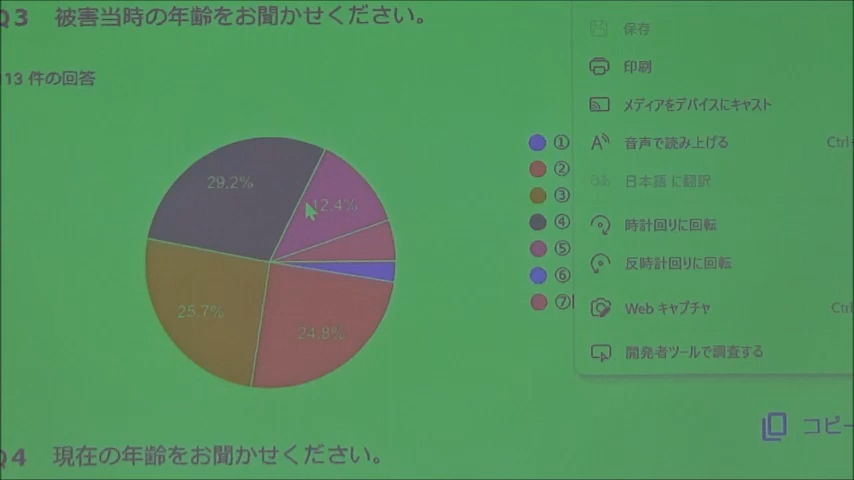 Q3 被害当時の年齢をお聞かせください。
13 件の回答
29.2%
12.4%
25.7%
24.8%
①
②
③
④
⑤
⑥
⑦
保存
印刷
メディアをデバイスにキャスト
音声で読み上げる Ctrl+
日本語 に翻訳
時計回りに回転
反時計回りに回転
Web キャプチャ Ctrl
開発者ツールで調査する
コピー
Q4 現在の年齢をお聞かせください。